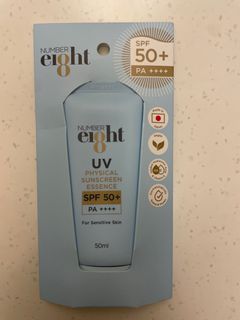 NUMBER
eight
SPF
50+
PA ++++
NUMBER
eight
UV
PHYSICAL
SUNSCREEN
ESSENCE
SPF 50+
PA ++++
For Sensitive Skin
50ml